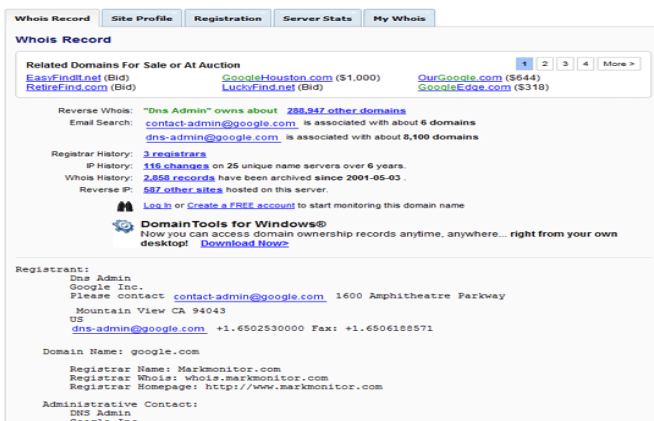 Whois Record Site Profile Registration Server Stats My Whois
Whois Record
Related Domains For Sale or At Auction 1 2 3 4 More >
EasyFindIt.net (Bid) GoogleHouston.com ($1,000) OurGoogle.com ($644)
RetireFind.com (Bid) LuckyFind.net (Bid) GoogleEdge.com ($318)
Reverse Whois: "Dns Admin" owns about 288,947 other domains
Email Search: contact-admin@google.com is associated with about 6 domains
dns-admin@google.com is associated with about 8,100 domains
Registrar History: 3 registrars
IP History: 116 changes on 25 unique name servers over 6 years.
Whois History: 2,858 records have been archived since 2001-05-03 .
Reverse IP: 587 other sites hosted on this server.
Log In or Create a FREE account to start monitoring this domain name
DomainTools for Windows®
Now you can access domain ownership records anytime, anywhere... right from your own
desktop! Download Now>
Registrant:
Dns Admin
Google Inc.
Please contact contact-admin@google.com 1600 Amphitheatre Parkway
Mountain View CA 94043
US
dns-admin@google.com +1.6502530000 Fax: +1.6506188571
Domain Name: google.com
Registrar Name: Markmonitor.com
Registrar Whois: whois.markmonitor.com
Registrar Homepage: http://www.markmonitor.com
Administrative Contact:
DNS Admin
Google Inc.